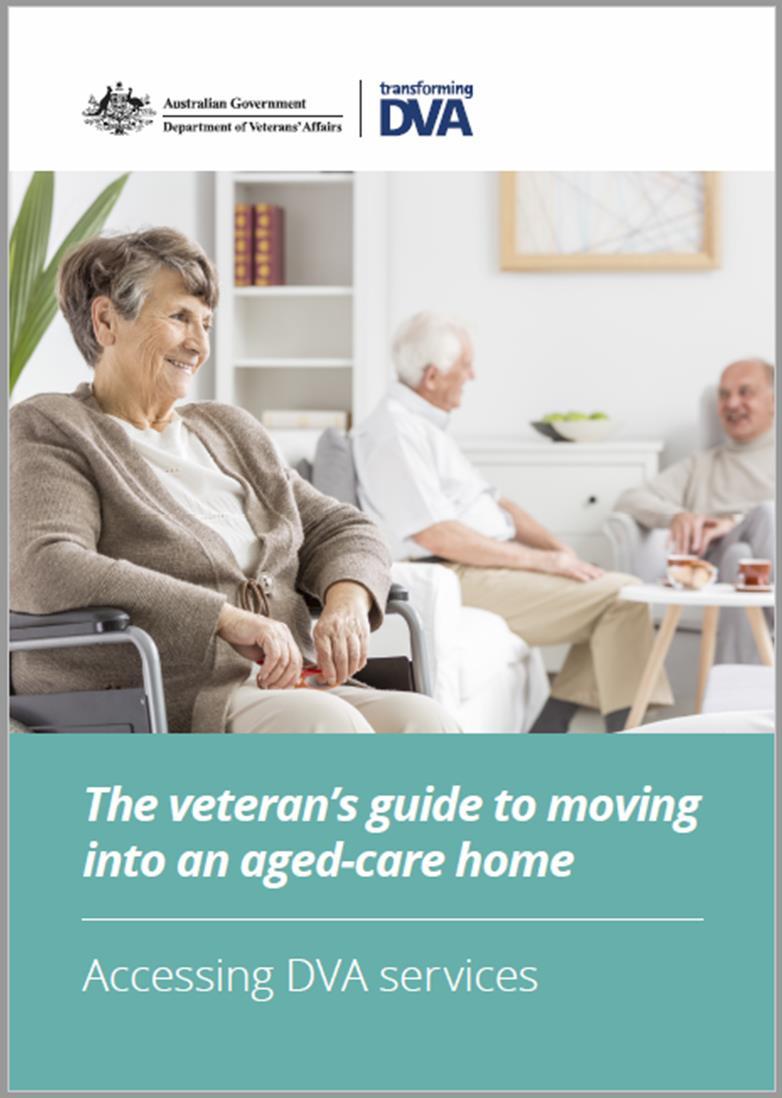 Australian Government
Department of Veterans' Affairs
transforming
DVA
The veteran's guide to moving
into an aged-care home
Accessing DVA services